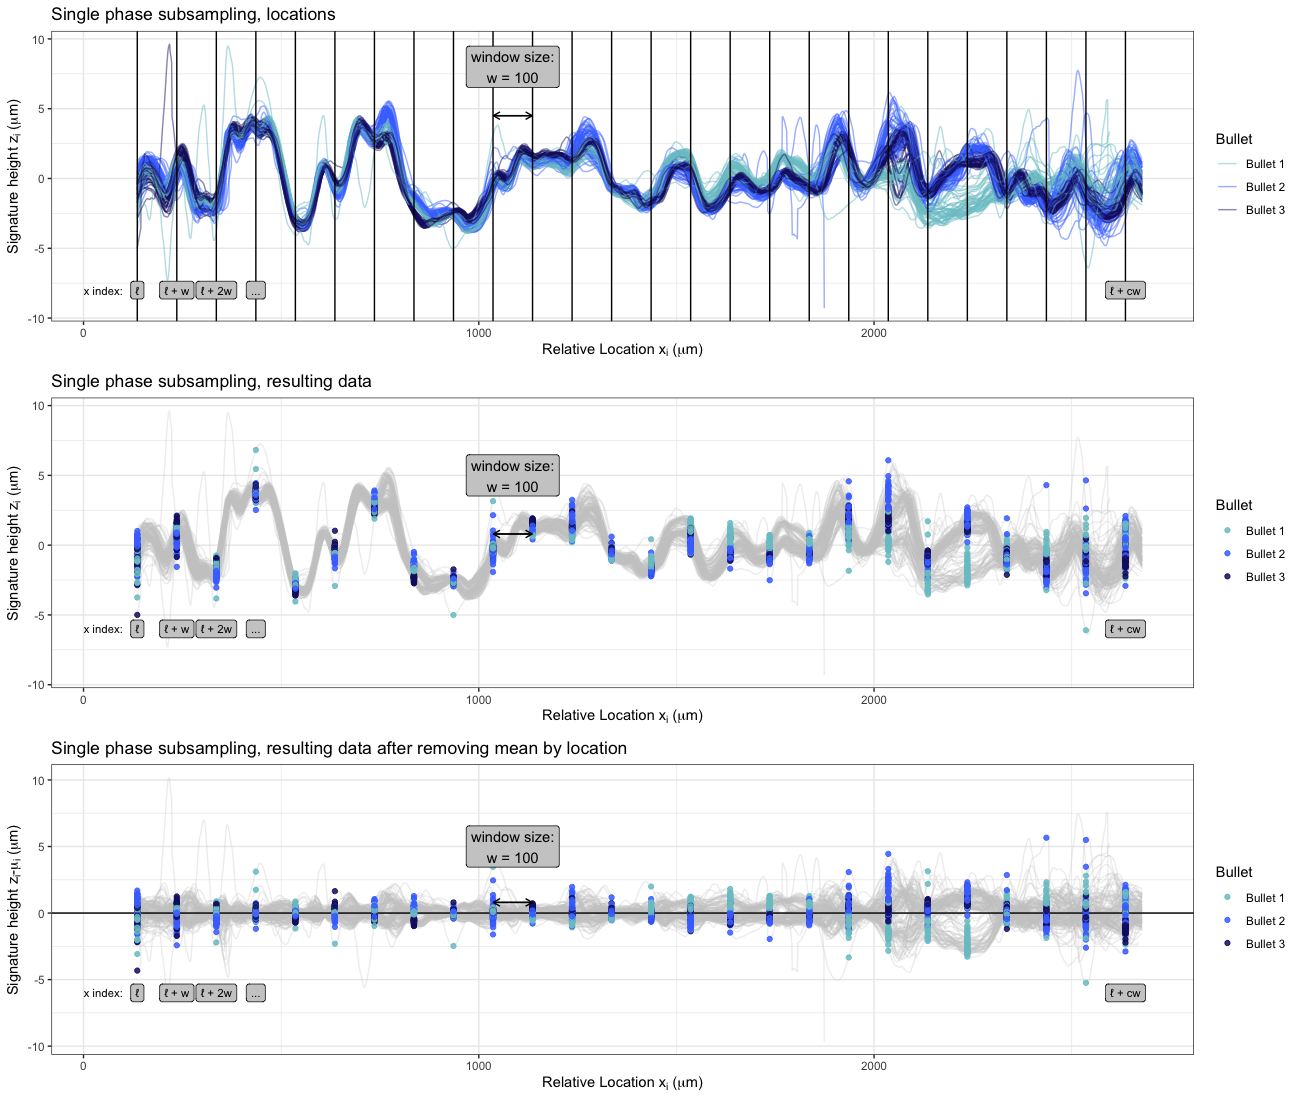 Single phase subsampling, locations
Signature height zᵢ (μm)
10
5
0
-5
-10
window size:
w = 100
x index: ℓ ℓ + w ℓ + 2w ... ℓ + cw
0 1000 2000
Relative Location xᵢ (μm)
Bullet
Bullet 1
Bullet 2
Bullet 3
Single phase subsampling, resulting data
Signature height zᵢ (μm)
10
5
0
-5
-10
window size:
w = 100
x index: ℓ ℓ + w ℓ + 2w ... ℓ + cw
0 1000 2000
Relative Location xᵢ (μm)
Bullet
Bullet 1
Bullet 2
Bullet 3
Single phase subsampling, resulting data after removing mean by location
Signature height zᵢ-μᵢ (μm)
10
5
0
-5
-10
window size:
w = 100
x index: ℓ ℓ + w ℓ + 2w ... ℓ + cw
0 1000 2000
Relative Location xᵢ (μm)
Bullet
Bullet 1
Bullet 2
Bullet 3